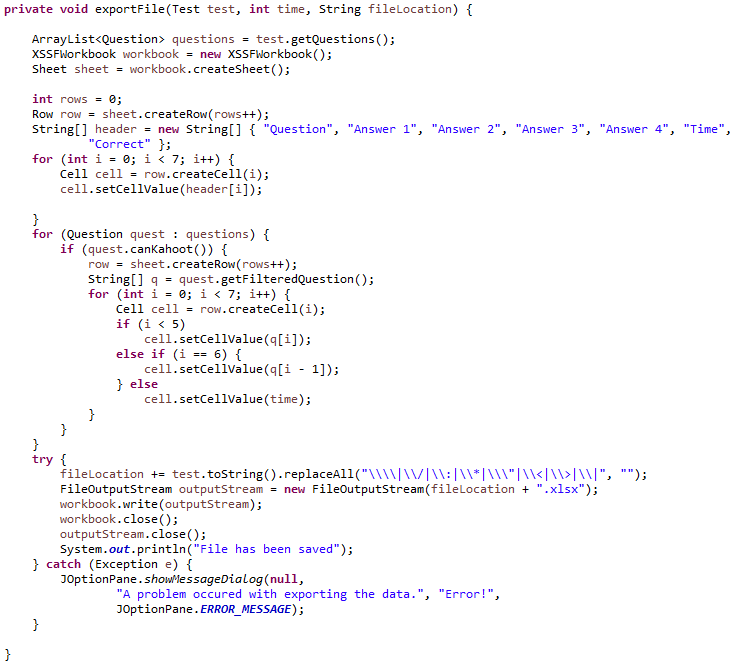 private void exportFile(Test test, int time, String fileLocation) {
ArrayList<Question> questions = test.getQuestions();
XSSFWorkbook workbook = new XSSFWorkbook();
Sheet sheet = workbook.createSheet();
int rows = 0;
Row row = sheet.createRow(rows++);
String[] header = new String[] { "Question", "Answer 1", "Answer 2", "Answer 3", "Answer 4", "Time",
"Correct" };
for (int i = 0; i < 7; i++) {
Cell cell = row.createCell(i);
cell.setCellValue(header[i]);
}
for (Question quest : questions) {
if (quest.canKahoot()) {
row = sheet.createRow(rows++);
String[] q = quest.getFilteredQuestion();
for (int i = 0; i < 7; i++) {
Cell cell = row.createCell(i);
if (i < 5)
cell.setCellValue(q[i]);
else if (i == 6) {
cell.setCellValue(q[i - 1]);
} else
cell.setCellValue(time);
}
}
}
try {
fileLocation += test.toString().replaceAll("\\\\|\\/|\\:|\\*|\\\"|\\<|\\>|\\|", "");
FileOutputStream outputStream = new FileOutputStream(fileLocation + ".xlsx");
workbook.write(outputStream);
workbook.close();
outputStream.close();
System.out.println("File has been saved");
} catch (Exception e) {
JOptionPane.showMessageDialog(null,
"A problem occured with exporting the data.", "Error!",
JOptionPane.ERROR_MESSAGE);
}
}